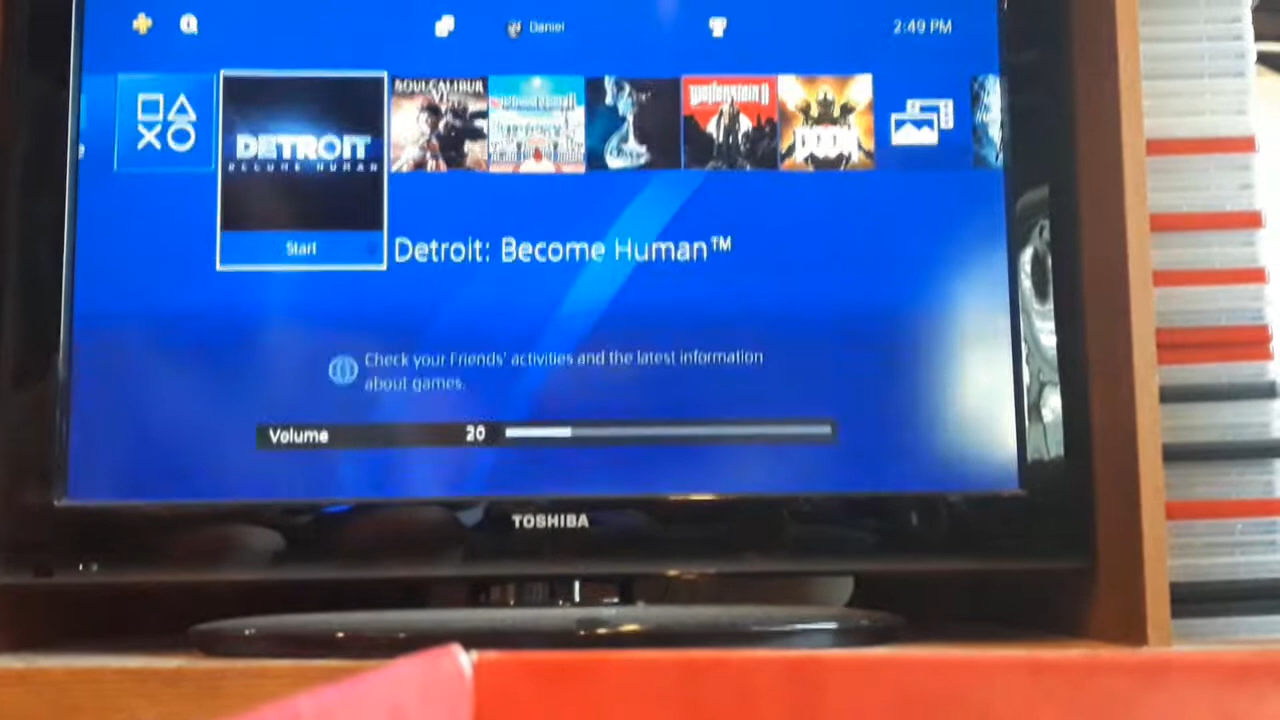 Daniel
2:49 PM
DETROIT
BECOME HUMAN
SOULCALIBUR
VI
Wolfenstein II
DOOM
Start
Detroit: Become Human™
Check your Friends' activities and the latest information
about games.
Volume 20
TOSHIBA